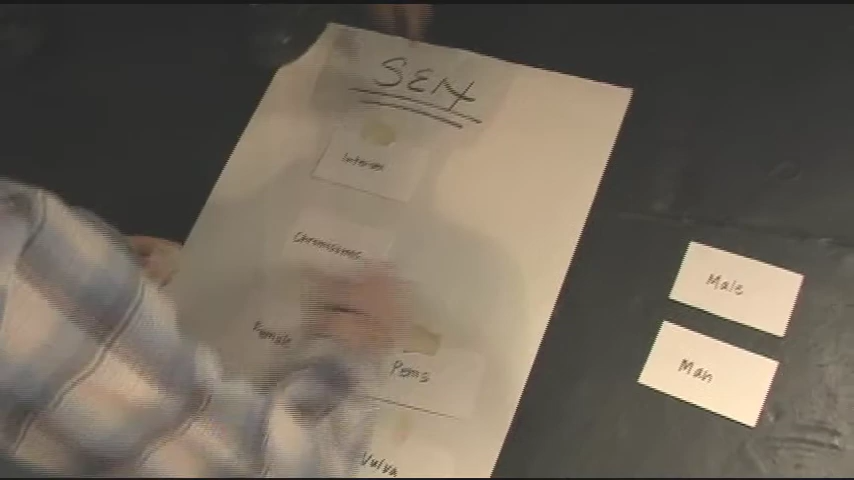 SEX
Intersex
Chromosomes
Female
Penis
Vulva
Male
Man